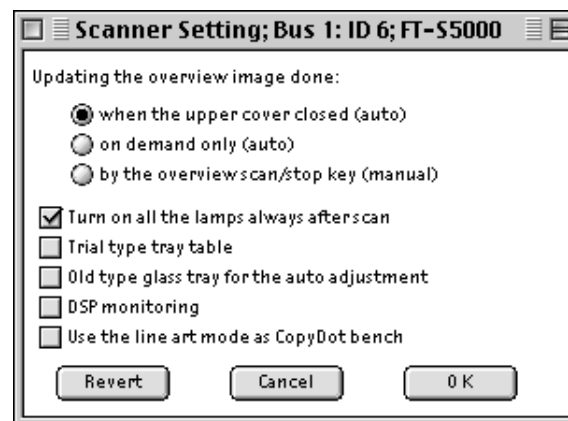 Scanner Setting; Bus 1: ID 6; FT-S5000
Updating the overview image done:
when the upper cover closed (auto)
on demand only (auto)
by the overview scan/stop key (manual)
Turn on all the lamps always after scan
Trial type tray table
Old type glass tray for the auto adjustment
DSP monitoring
Use the line art mode as CopyDot bench
Revert Cancel OK